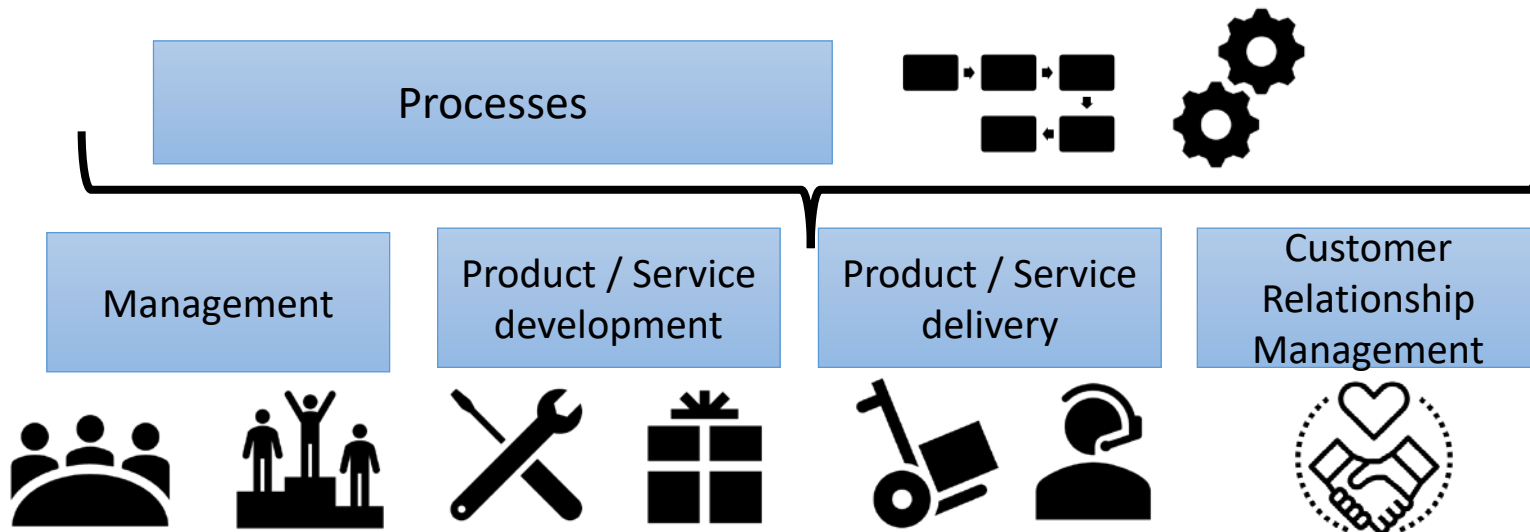 Processes
Management
Product / Service
development
Product / Service
delivery
Customer
Relationship
Management